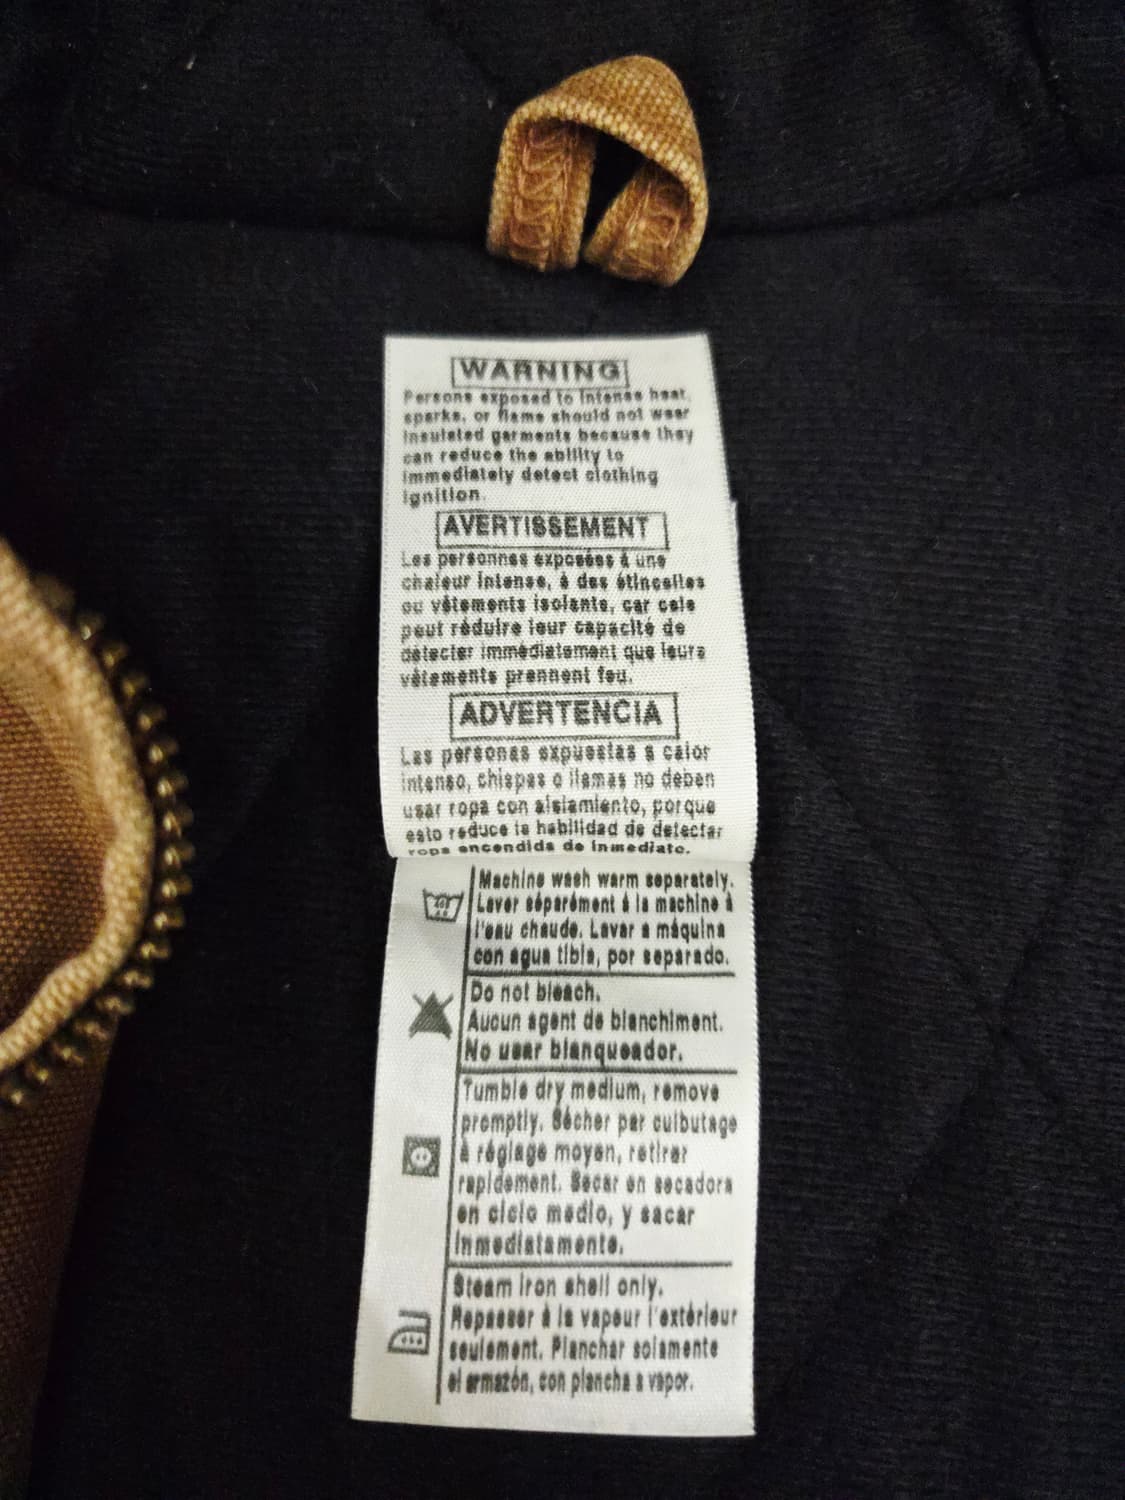 WARNING
Persons exposed to intense heat,
sparks, or flame should not wear
insulated garments because they
can reduce the ability to
immediately detect clothing
ignition.
AVERTISSEMENT
Les personnes exposées à une
chaleur intense, à des étincelles
ou vêtements isolants, car cela
peut réduire leur capacité de
détecter immédiatement que leurs
vêtements prennent feu.
ADVERTENCIA
Las personas expuestas a calor
intenso, chispas o llamas no deben
usar ropa con aislamiento, porque
esto reduce la habilidad de detectar
ropa encendida de inmediato.
Machine wash warm separately.
Laver séparément à la machine à
l'eau chaude. Lavar a máquina
con agua tibia, por separado.
Do not bleach.
Aucun agent de blanchiment.
No usar blanqueador.
Tumble dry medium, remove
promptly. Sécher par culbutage
à réglage moyen, retirer
rapidement. Secar en secadora
en ciclo medio, y sacar
inmediatamente.
Steam iron shell only.
Repasser à la vapeur l'extérieur
seulement. Planchar solamente
el armazón, con plancha a vapor.